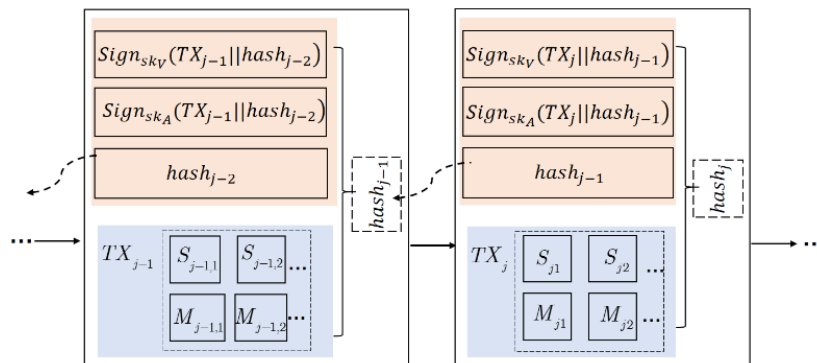 Sign_{sk_V}(TX_{j-1}||hash_{j-2})
Sign_{sk_A}(TX_{j-1}||hash_{j-2})
hash_{j-2}
hash_{j-1}
TX_{j-1}
S_{j-1,1} S_{j-1,2} ...
M_{j-1,1} M_{j-1,2} ...
...
Sign_{sk_V}(TX_j||hash_{j-1})
Sign_{sk_A}(TX_j||hash_{j-1})
hash_{j-1}
hash_j
TX_j
S_{j1} S_{j2} ...
M_{j1} M_{j2} ...
..